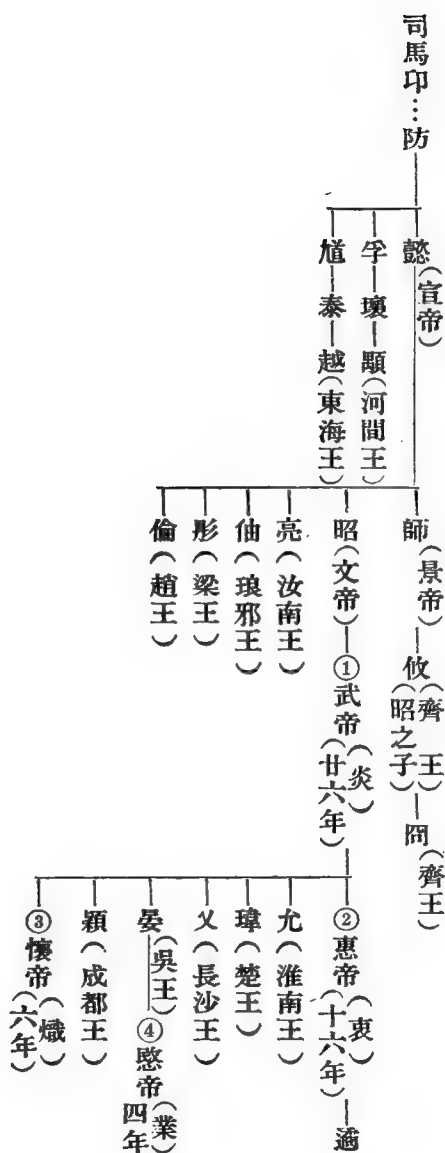 司馬印…防
懿(宣帝)
孚—瓌—顒(河間王)
馗—泰—越(東海王)
師(景帝)—攸(齊王)(昭之子)—冏(齊王)
昭(文帝)—①武帝(炎)(廿六年)
亮(汝南王)
伷(琅邪王)
肜(梁王)
倫(趙王)
②惠帝(衷)(十六年)—遹
允(淮南王)
瑋(楚王)
乂(長沙王)
晏(吳王)—④愍帝(業)四年
穎(成都王)
③懷帝(熾)(六年)